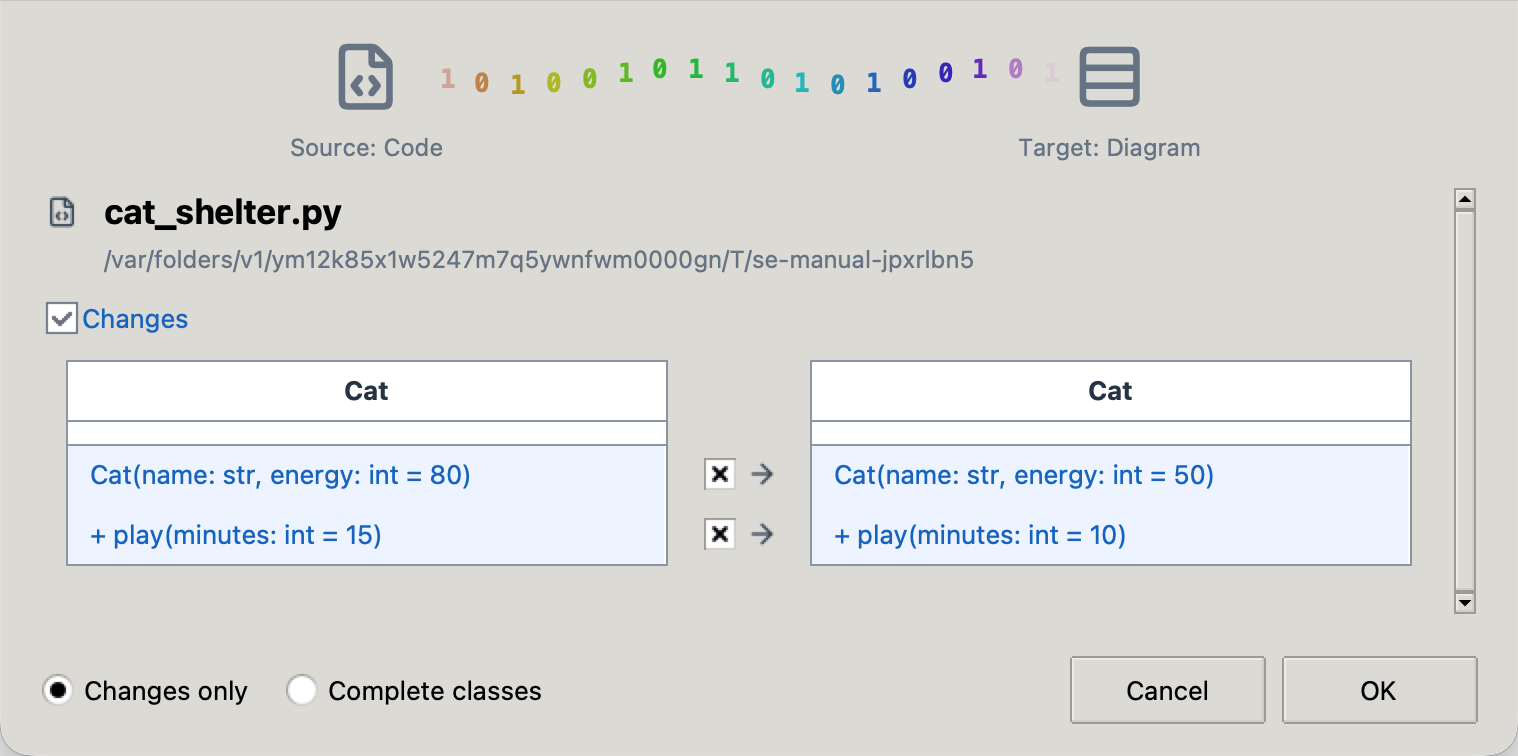 1 0 1 0 0 1 0 1 1 0 1 0 1 0 0 1 0 1
Source: Code
Target: Diagram
cat_shelter.py
/var/folders/v1/ym12k85x1w5247m7q5ywnfwm0000gn/T/se-manual-jpxrlbn5
Changes
Cat
Cat
Cat(name: str, energy: int = 80)
Cat(name: str, energy: int = 50)
+ play(minutes: int = 15)
+ play(minutes: int = 10)
Changes only
Complete classes
Cancel
OK